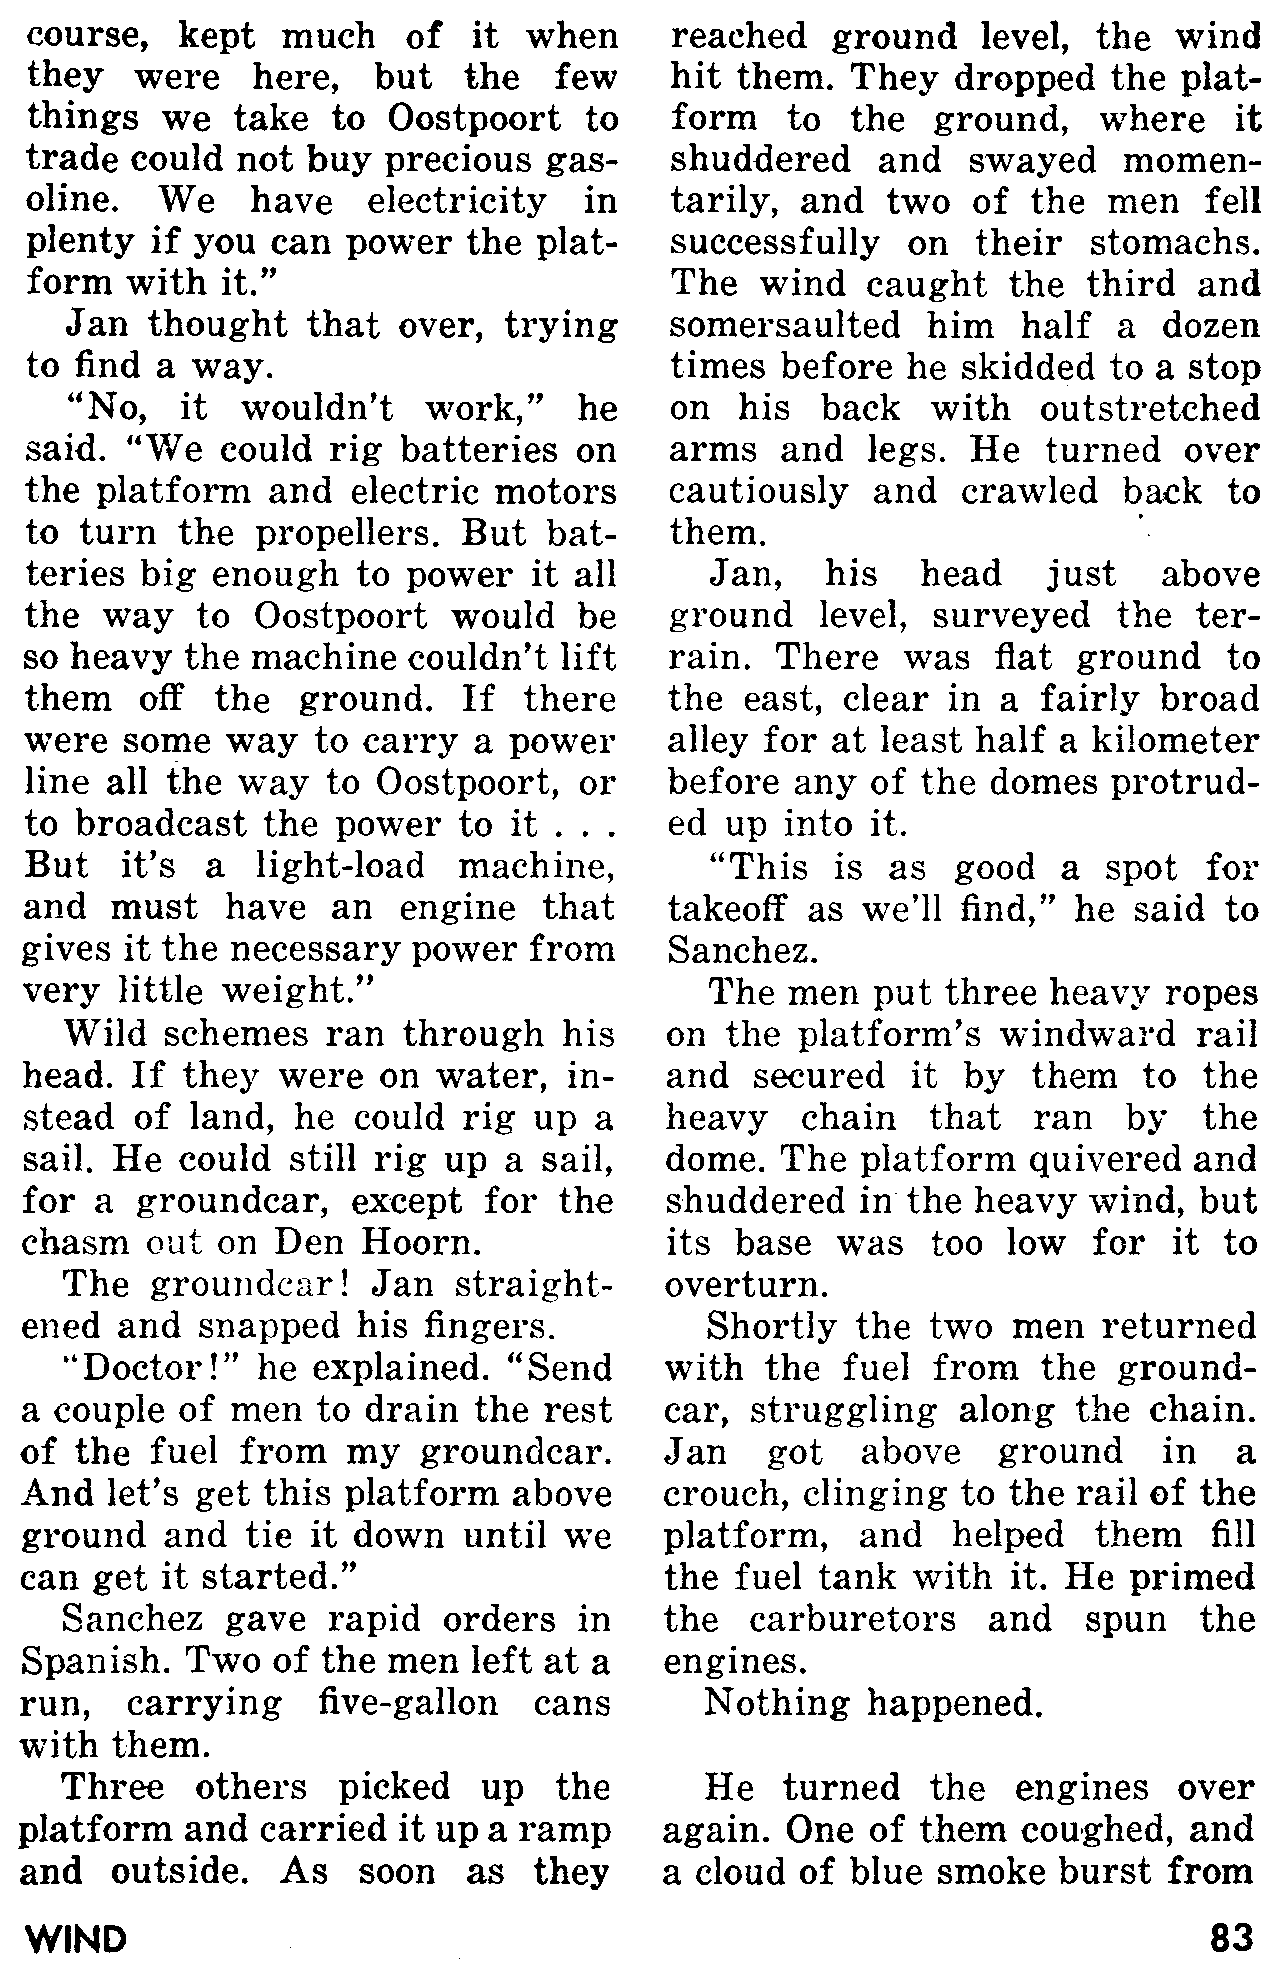 course, kept much of it when
they were here, but the few
things we take to Oostpoort to
trade could not buy precious gas-
oline. We have electricity in
plenty if you can power the plat-
form with it.”
Jan thought that over, trying
to find a way.
“No, it wouldn’t work,” he
said. “We could rig batteries on
the platform and electric motors
to turn the propellers. But bat-
teries big enough to power it all
the way to Oostpoort would be
so heavy the machine couldn’t lift
them off the ground. If there
were some way to carry a power
line all the way to Oostpoort, or
to broadcast the power to it . . .
But it’s a light-load machine,
and must have an engine that
gives it the necessary power from
very little weight.”
Wild schemes ran through his
head. If they were on water, in-
stead of land, he could rig up a
sail. He could still rig up a sail,
for a groundcar, except for the
chasm out on Den Hoorn.
The groundcar! Jan straight-
ened and snapped his fingers.
“Doctor!” he explained. “Send
a couple of men to drain the rest
of the fuel from my groundcar.
And let’s get this platform above
ground and tie it down until we
can get it started.”
Sanchez gave rapid orders in
Spanish. Two of the men left at a
run, carrying five-gallon cans
with them.
Three others picked up the
platform and carried it up a ramp
and outside. As soon as they
reached ground level, the wind
hit them. They dropped the plat-
form to the ground, where it
shuddered and swayed momen-
tarily, and two of the men fell
successfully on their stomachs.
The wind caught the third and
somersaulted him half a dozen
times before he skidded to a stop
on his back with outstretched
arms and legs. He turned over
cautiously and crawled back to
them.
Jan, his head just above
ground level, surveyed the ter-
rain. There was flat ground to
the east, clear in a fairly broad
alley for at least half a kilometer
before any of the domes protrud-
ed up into it.
“This is as good a spot for
takeoff as we’ll find,” he said to
Sanchez.
The men put three heavy ropes
on the platform’s windward rail
and secured it by them to the
heavy chain that ran by the
dome. The platform quivered and
shuddered in the heavy wind, but
its base was too low for it to
overturn.
Shortly the two men returned
with the fuel from the ground-
car, struggling along the chain.
Jan got above ground in a
crouch, clinging to the rail of the
platform, and helped them fill
the fuel tank with it. He primed
the carburetors and spun the
engines.
Nothing happened.
He turned the engines over
again. One of them coughed, and
a cloud of blue smoke burst from
WIND
83